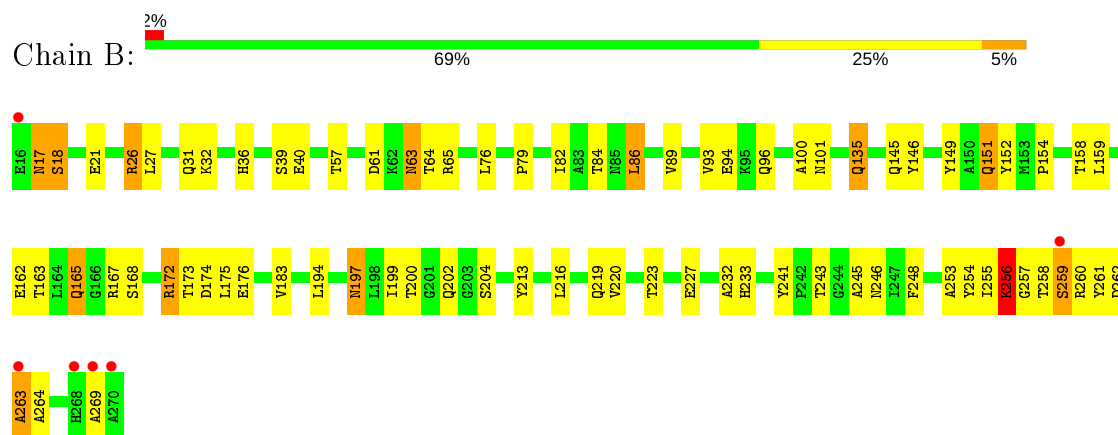 2%
Chain B:
69% 25% 5%
E16 N17 S18 E21 R26 L27 Q31 K32 H36 S39 E40 T57 D61 K62 N63 T64 R65 L76 P79 I82 A83 T84 N85 L86 V89 V93 E94 K95 Q96 A100 N101 Q135 Q145 Y146 Y149 A150 Q151 Y152 M153 P154 T158 L159
E162 T163 L164 Q165 G166 R167 S168 R172 T173 D174 L175 E176 V183 L194 N197 L198 I199 T200 G201 Q202 G203 S204 Y213 L216 Q219 V220 T223 E227 A232 H233 Y241 P242 T243 G244 A245 N246 I247 F248 A253 Y254 I255 K256 G257 T258 S259 R260 Y261
A263 A264 H268 A269 A270